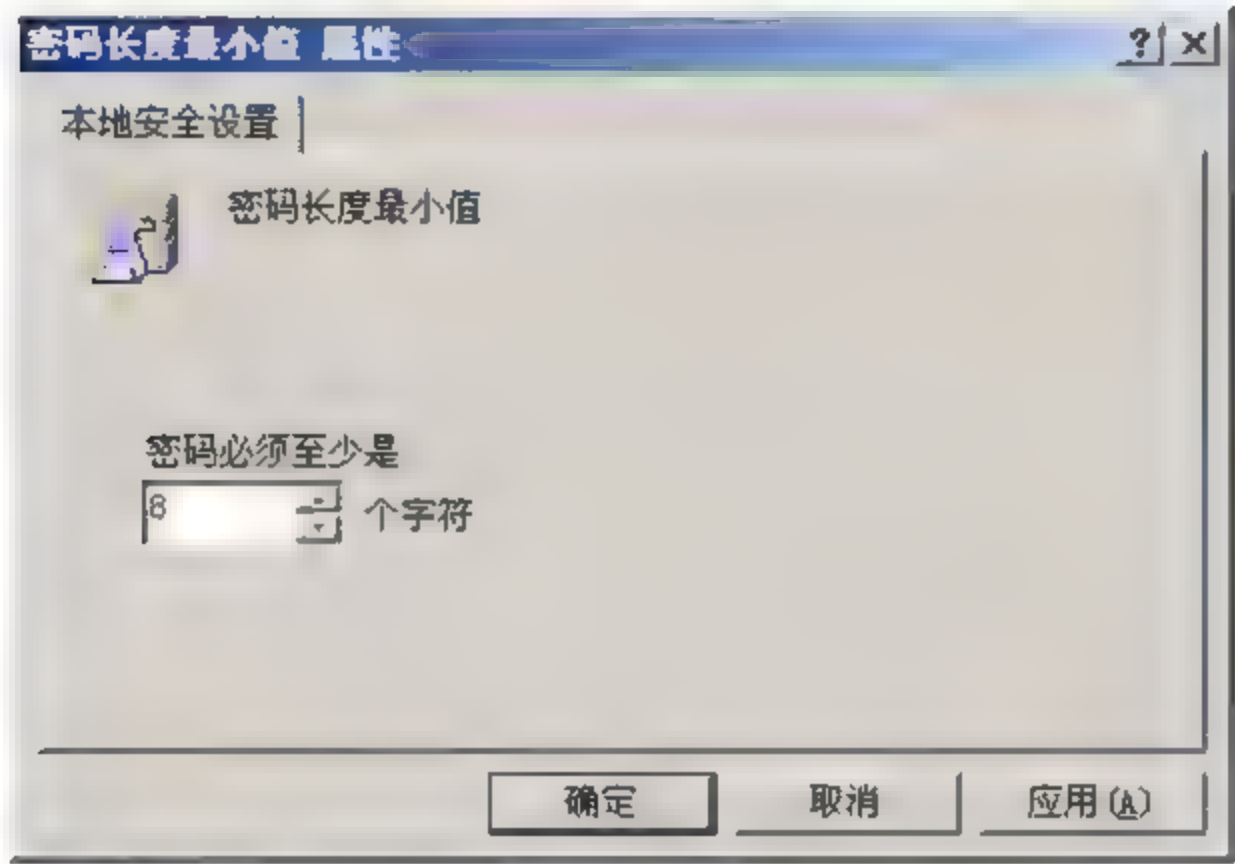 密码长度最小值 属性
本地安全设置
密码长度最小值
密码必须至少是
8 个字符
确定 取消 应用(A)